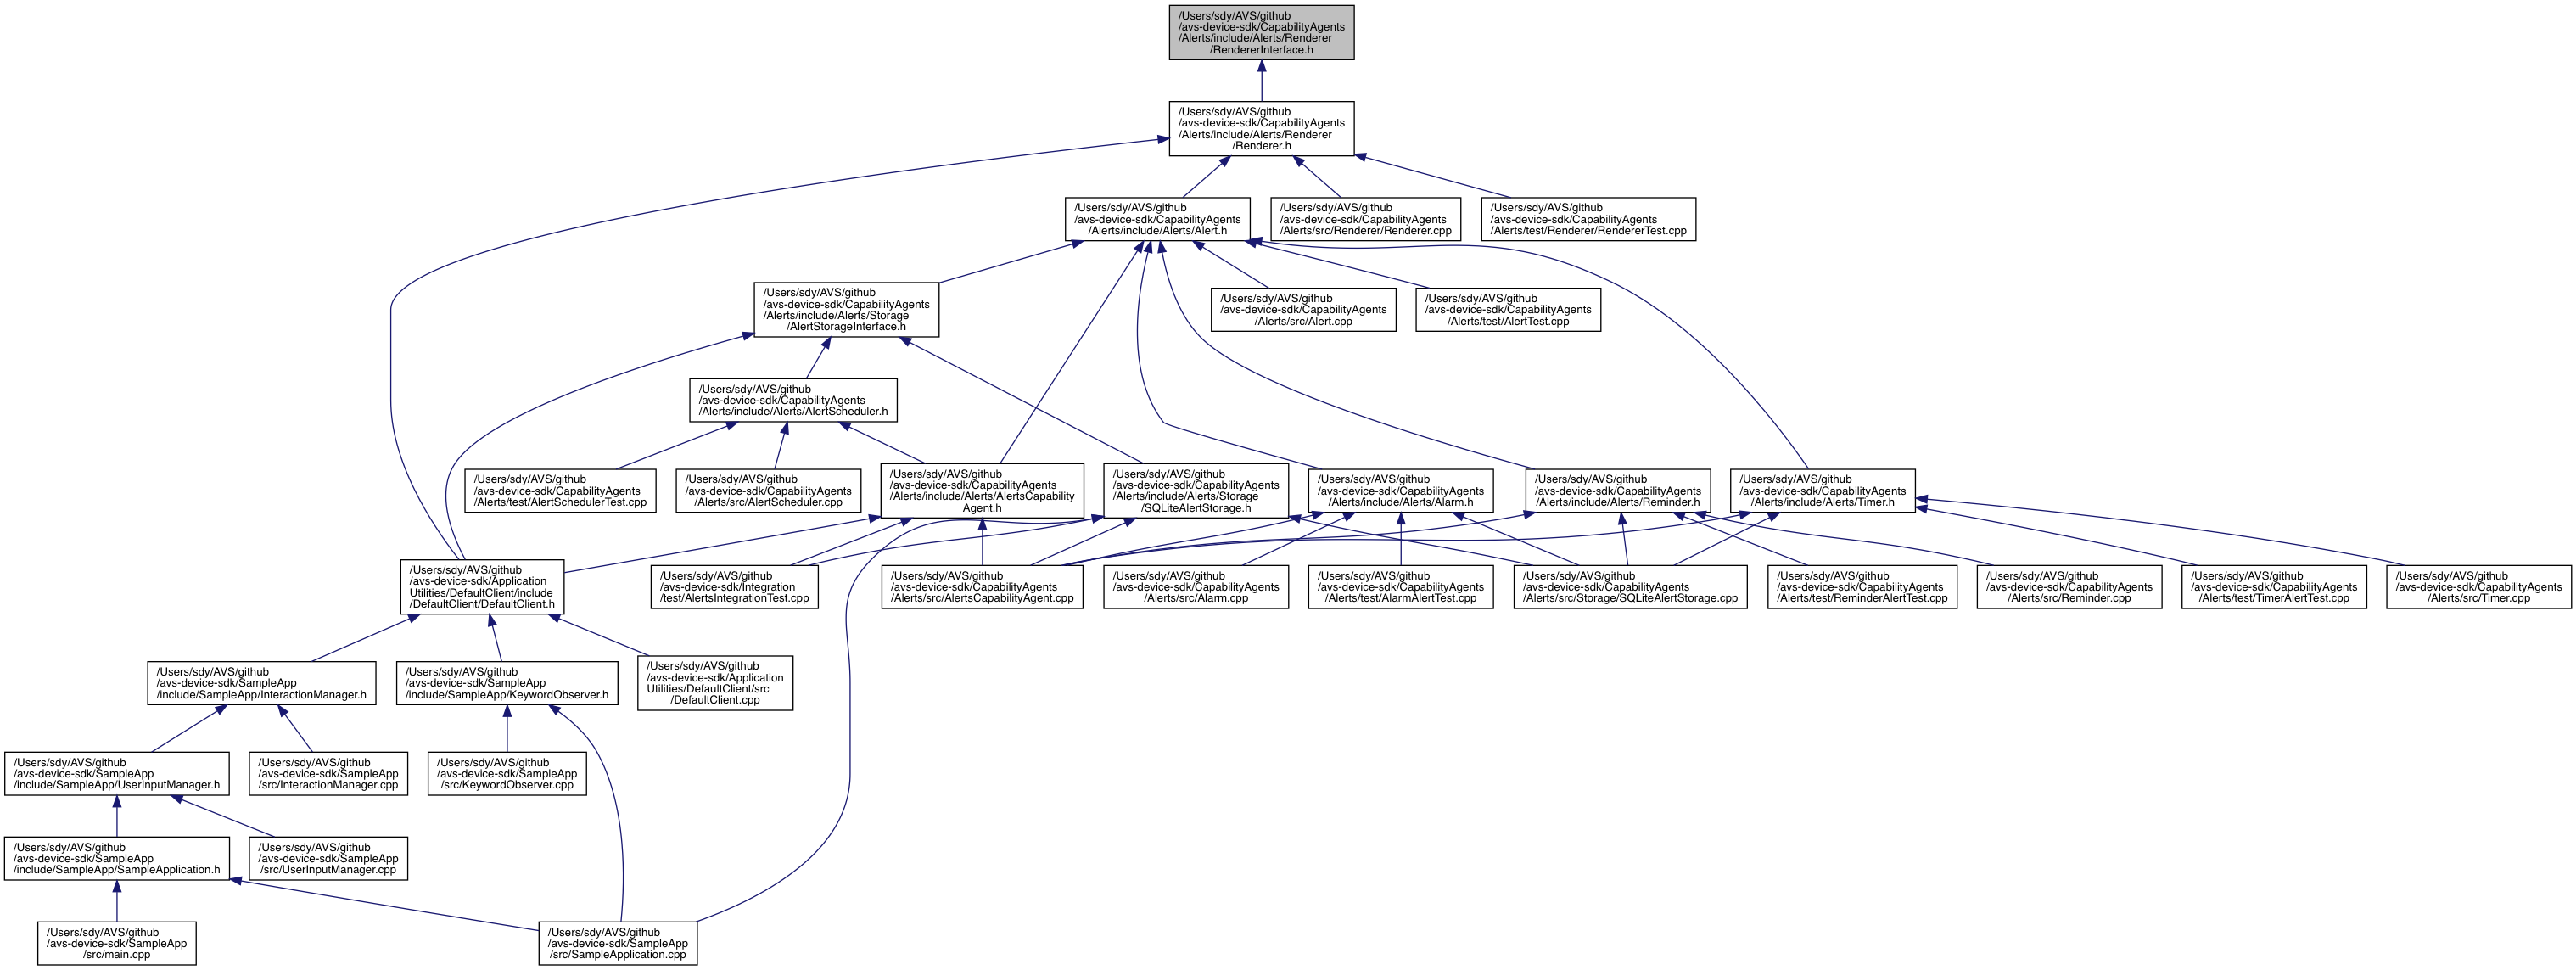 /Users/sdy/AVS/github
/avs-device-sdk/CapabilityAgents
/Alerts/include/Alerts/Renderer
/RendererInterface.h
/Users/sdy/AVS/github
/avs-device-sdk/CapabilityAgents
/Alerts/include/Alerts/Renderer
/Renderer.h
/Users/sdy/AVS/github
/avs-device-sdk/CapabilityAgents
/Alerts/include/Alerts/Alert.h
/Users/sdy/AVS/github
/avs-device-sdk/CapabilityAgents
/Alerts/src/Renderer/Renderer.cpp
/Users/sdy/AVS/github
/avs-device-sdk/CapabilityAgents
/Alerts/test/Renderer/RendererTest.cpp
/Users/sdy/AVS/github
/avs-device-sdk/CapabilityAgents
/Alerts/include/Alerts/Storage
/AlertStorageInterface.h
/Users/sdy/AVS/github
/avs-device-sdk/CapabilityAgents
/Alerts/src/Alert.cpp
/Users/sdy/AVS/github
/avs-device-sdk/CapabilityAgents
/Alerts/test/AlertTest.cpp
/Users/sdy/AVS/github
/avs-device-sdk/CapabilityAgents
/Alerts/include/Alerts/AlertScheduler.h
/Users/sdy/AVS/github
/avs-device-sdk/CapabilityAgents
/Alerts/test/AlertSchedulerTest.cpp
/Users/sdy/AVS/github
/avs-device-sdk/CapabilityAgents
/Alerts/src/AlertScheduler.cpp
/Users/sdy/AVS/github
/avs-device-sdk/CapabilityAgents
/Alerts/include/Alerts/AlertsCapability
Agent.h
/Users/sdy/AVS/github
/avs-device-sdk/CapabilityAgents
/Alerts/include/Alerts/Storage
/SQLiteAlertStorage.h
/Users/sdy/AVS/github
/avs-device-sdk/CapabilityAgents
/Alerts/include/Alerts/Alarm.h
/Users/sdy/AVS/github
/avs-device-sdk/CapabilityAgents
/Alerts/include/Alerts/Reminder.h
/Users/sdy/AVS/github
/avs-device-sdk/CapabilityAgents
/Alerts/include/Alerts/Timer.h
/Users/sdy/AVS/github
/avs-device-sdk/Application
Utilities/DefaultClient/include
/DefaultClient/DefaultClient.h
/Users/sdy/AVS/github
/avs-device-sdk/Integration
/test/AlertsIntegrationTest.cpp
/Users/sdy/AVS/github
/avs-device-sdk/CapabilityAgents
/Alerts/src/AlertsCapabilityAgent.cpp
/Users/sdy/AVS/github
/avs-device-sdk/CapabilityAgents
/Alerts/src/Alarm.cpp
/Users/sdy/AVS/github
/avs-device-sdk/CapabilityAgents
/Alerts/test/AlarmAlertTest.cpp
/Users/sdy/AVS/github
/avs-device-sdk/CapabilityAgents
/Alerts/src/Storage/SQLiteAlertStorage.cpp
/Users/sdy/AVS/github
/avs-device-sdk/CapabilityAgents
/Alerts/test/ReminderAlertTest.cpp
/Users/sdy/AVS/github
/avs-device-sdk/CapabilityAgents
/Alerts/src/Reminder.cpp
/Users/sdy/AVS/github
/avs-device-sdk/CapabilityAgents
/Alerts/test/TimerAlertTest.cpp
/Users/sdy/AVS/github
/avs-device-sdk/CapabilityAgents
/Alerts/src/Timer.cpp
/Users/sdy/AVS/github
/avs-device-sdk/SampleApp
/include/SampleApp/InteractionManager.h
/Users/sdy/AVS/github
/avs-device-sdk/SampleApp
/include/SampleApp/KeywordObserver.h
/Users/sdy/AVS/github
/avs-device-sdk/Application
Utilities/DefaultClient/src
/DefaultClient.cpp
/Users/sdy/AVS/github
/avs-device-sdk/SampleApp
/include/SampleApp/UserInputManager.h
/Users/sdy/AVS/github
/avs-device-sdk/SampleApp
/src/InteractionManager.cpp
/Users/sdy/AVS/github
/avs-device-sdk/SampleApp
/src/KeywordObserver.cpp
/Users/sdy/AVS/github
/avs-device-sdk/SampleApp
/include/SampleApp/SampleApplication.h
/Users/sdy/AVS/github
/avs-device-sdk/SampleApp
/src/UserInputManager.cpp
/Users/sdy/AVS/github
/avs-device-sdk/SampleApp
/src/main.cpp
/Users/sdy/AVS/github
/avs-device-sdk/SampleApp
/src/SampleApplication.cpp